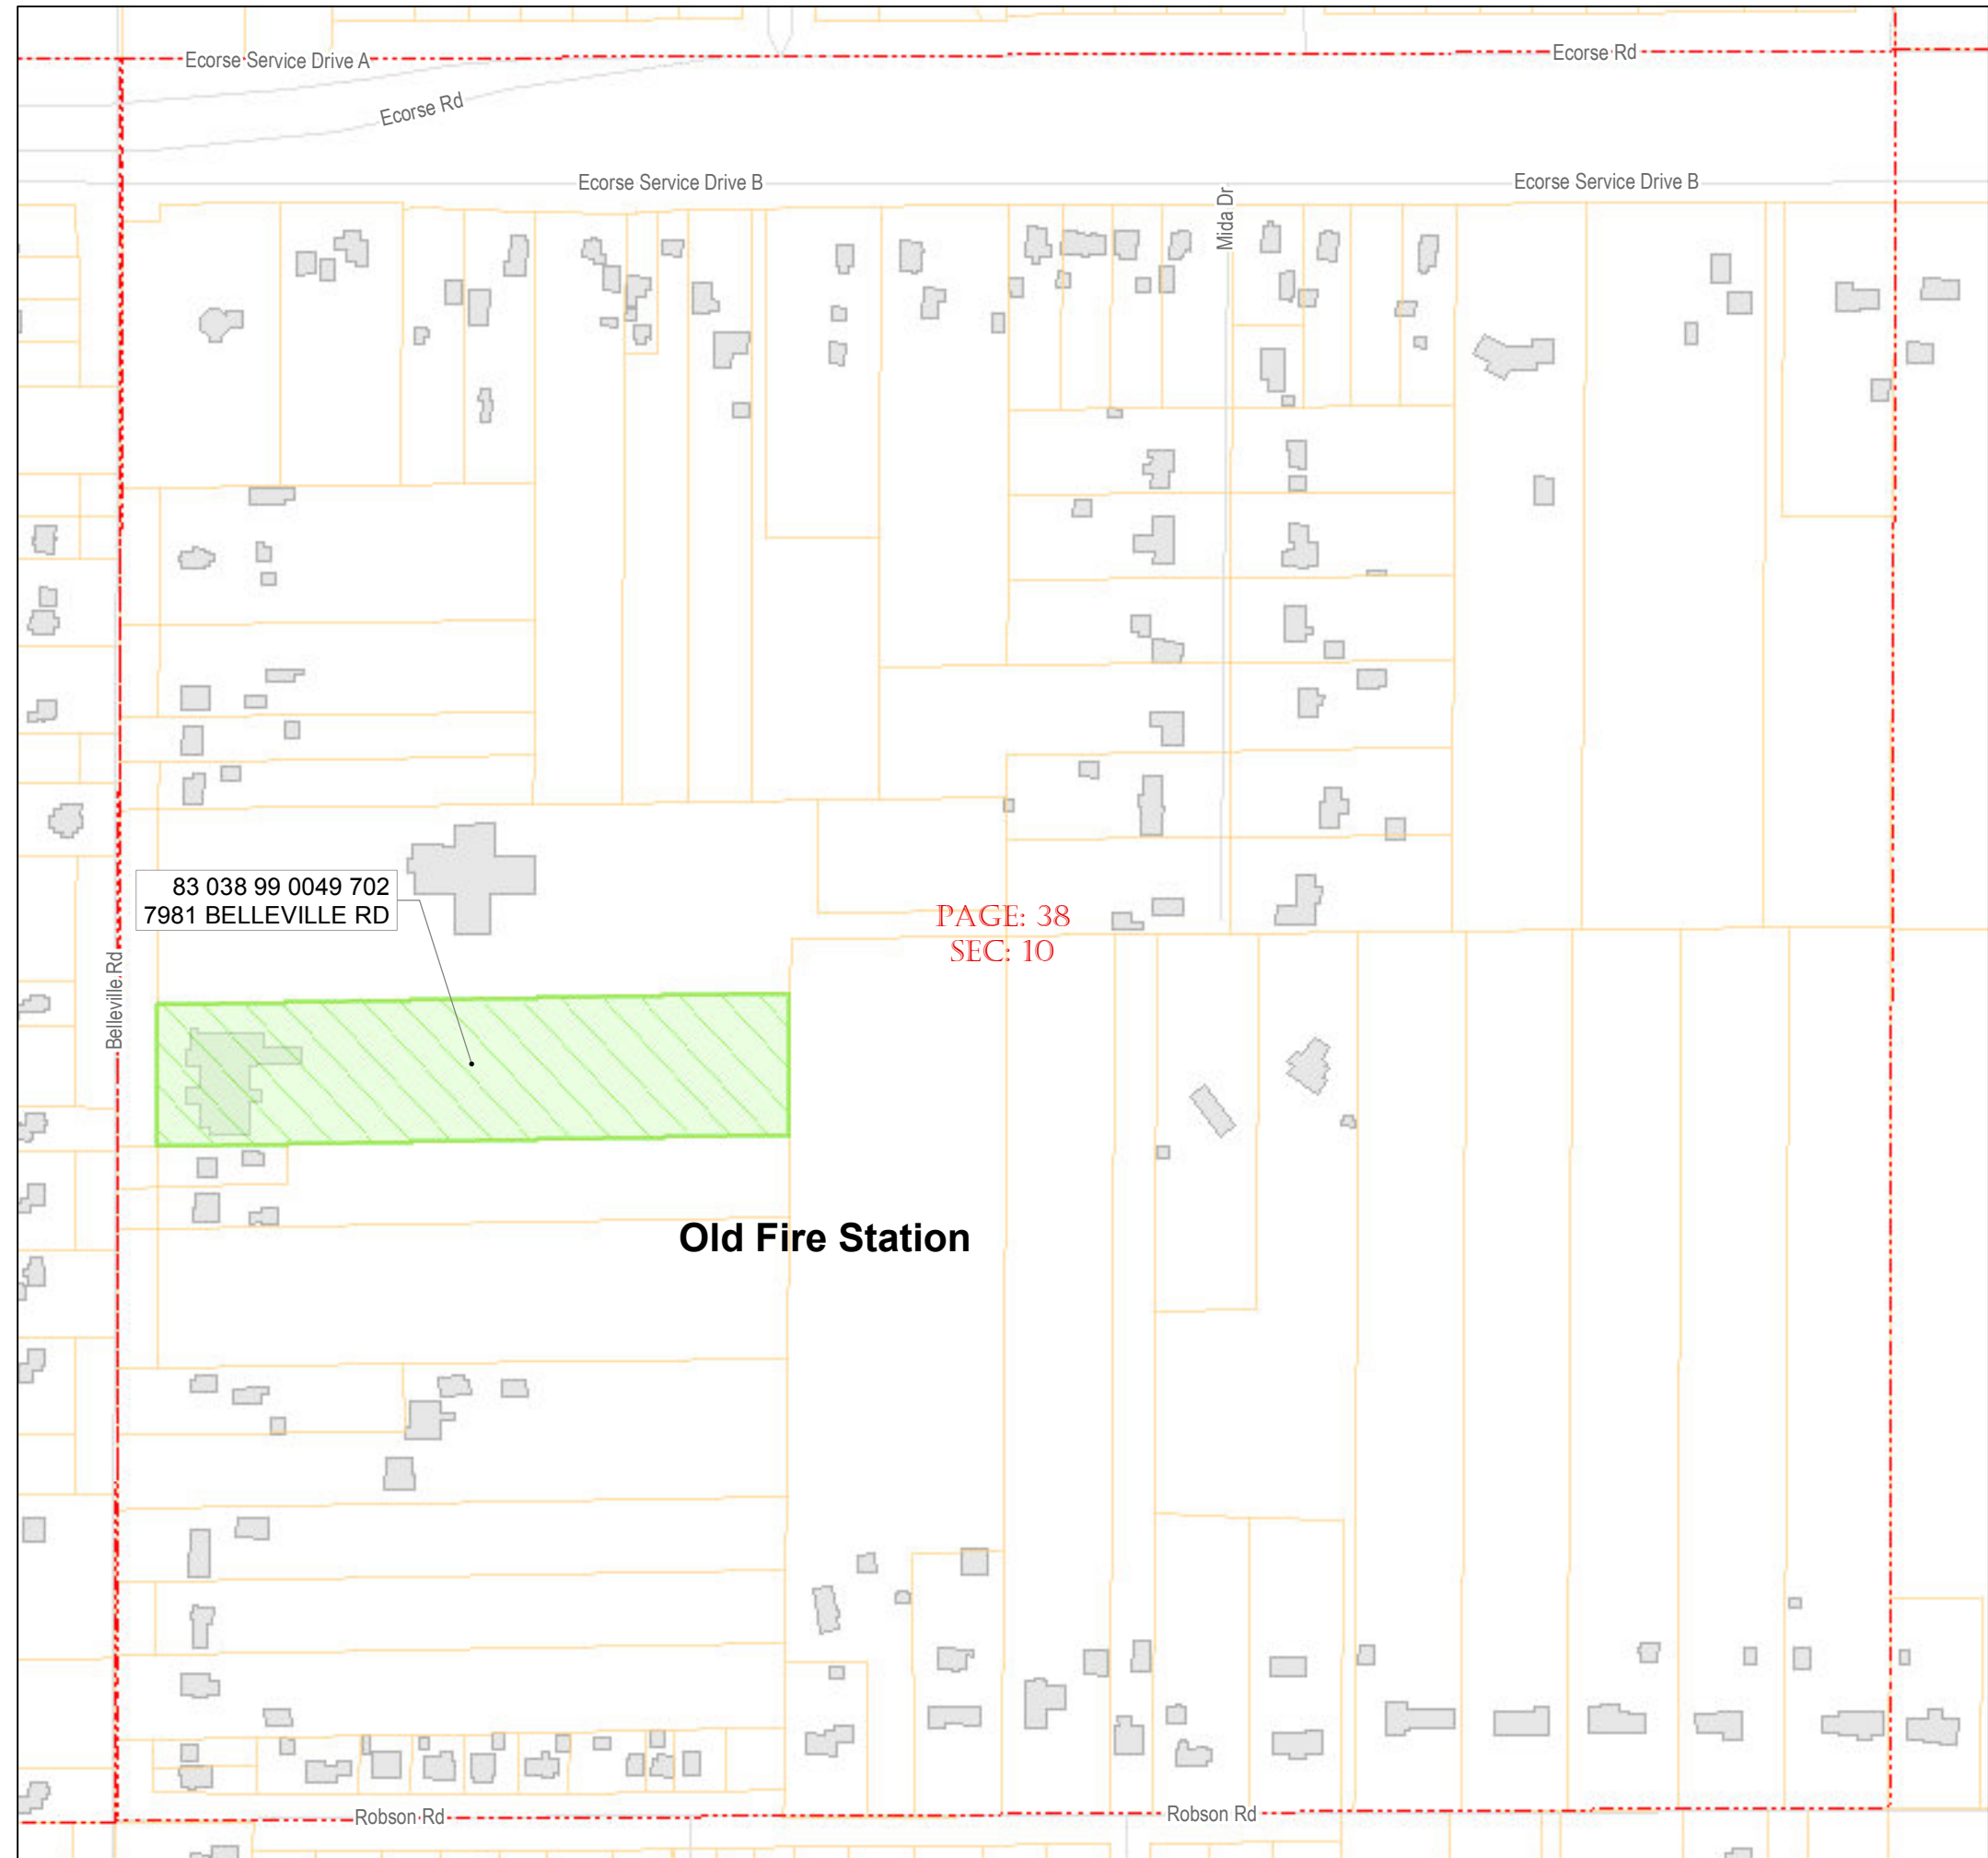 Ecorse Service Drive A
Ecorse Rd
Ecorse Rd
Ecorse Service Drive B
Ecorse Service Drive B
Mida Dr
83 038 99 0049 702
7981 BELLEVILLE RD
PAGE: 38
SEC: 10
Belleville Rd
Old Fire Station
Robson Rd
Robson Rd